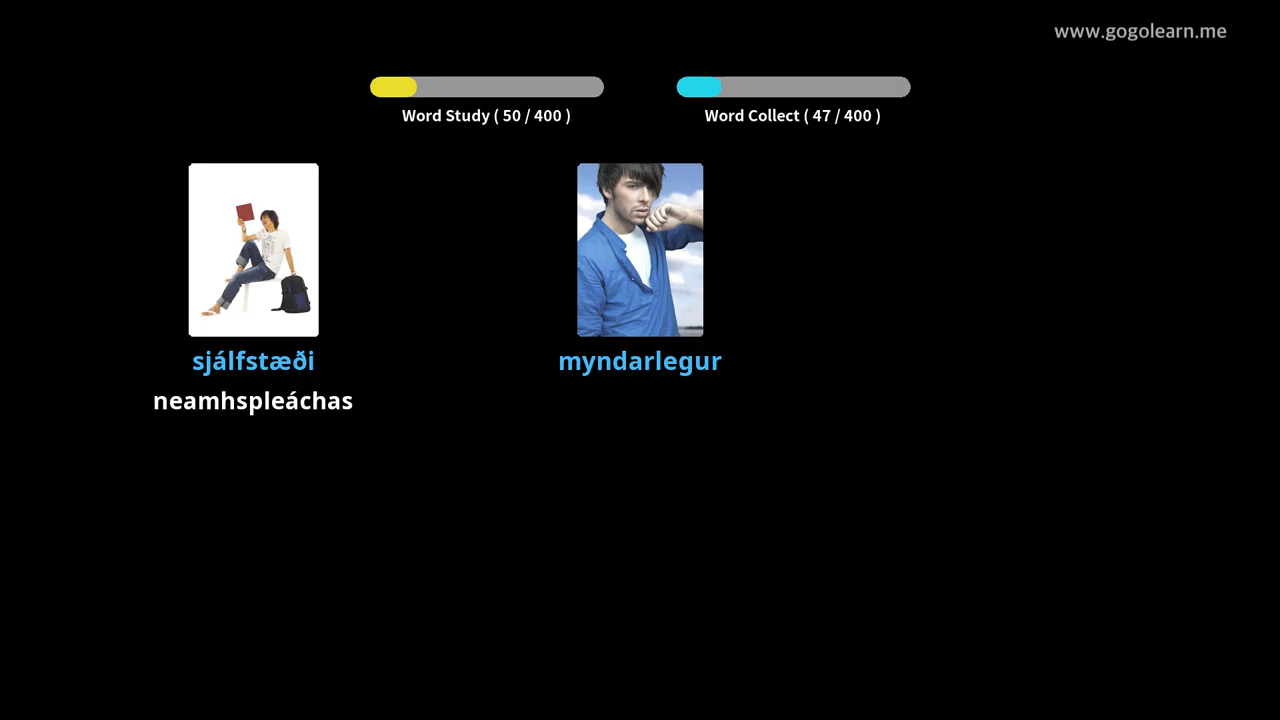 www.gogolearn.me
Word Study ( 50 / 400 )
Word Collect ( 47 / 400 )
sjálfstæði
neamhspleáchas
myndarlegur